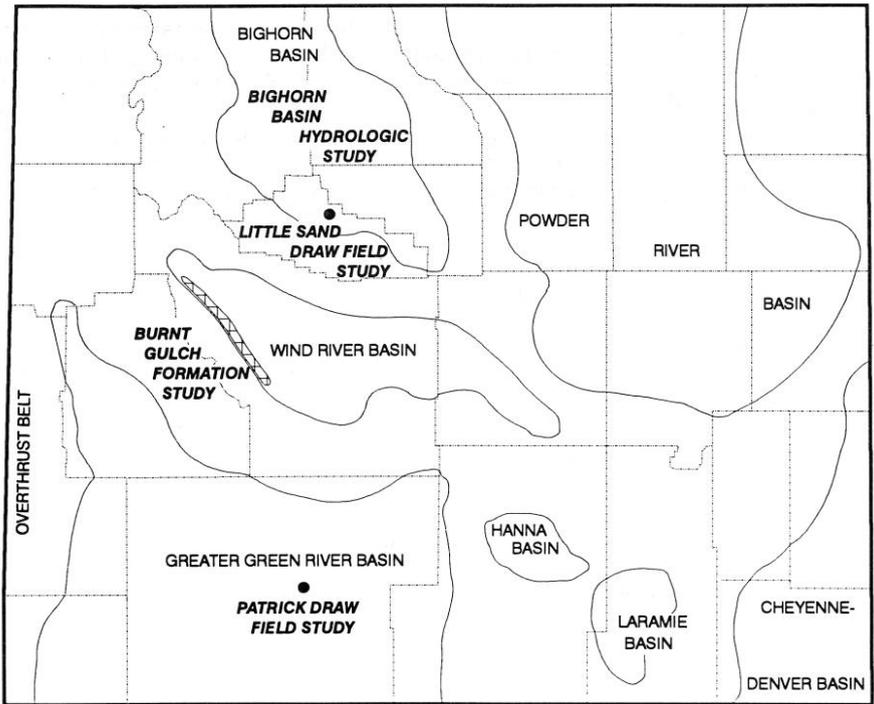 BIGHORN
BASIN
BIGHORN
BASIN
HYDROLOGIC
STUDY
LITTLE SAND
DRAW FIELD
STUDY
POWDER
RIVER
BASIN
BURNT
GULCH
FORMATION
STUDY
WIND RIVER BASIN
OVERTHRUST BELT
GREATER GREEN RIVER BASIN
PATRICK DRAW
FIELD STUDY
HANNA
BASIN
LARAMIE
BASIN
CHEYENNE-
DENVER BASIN